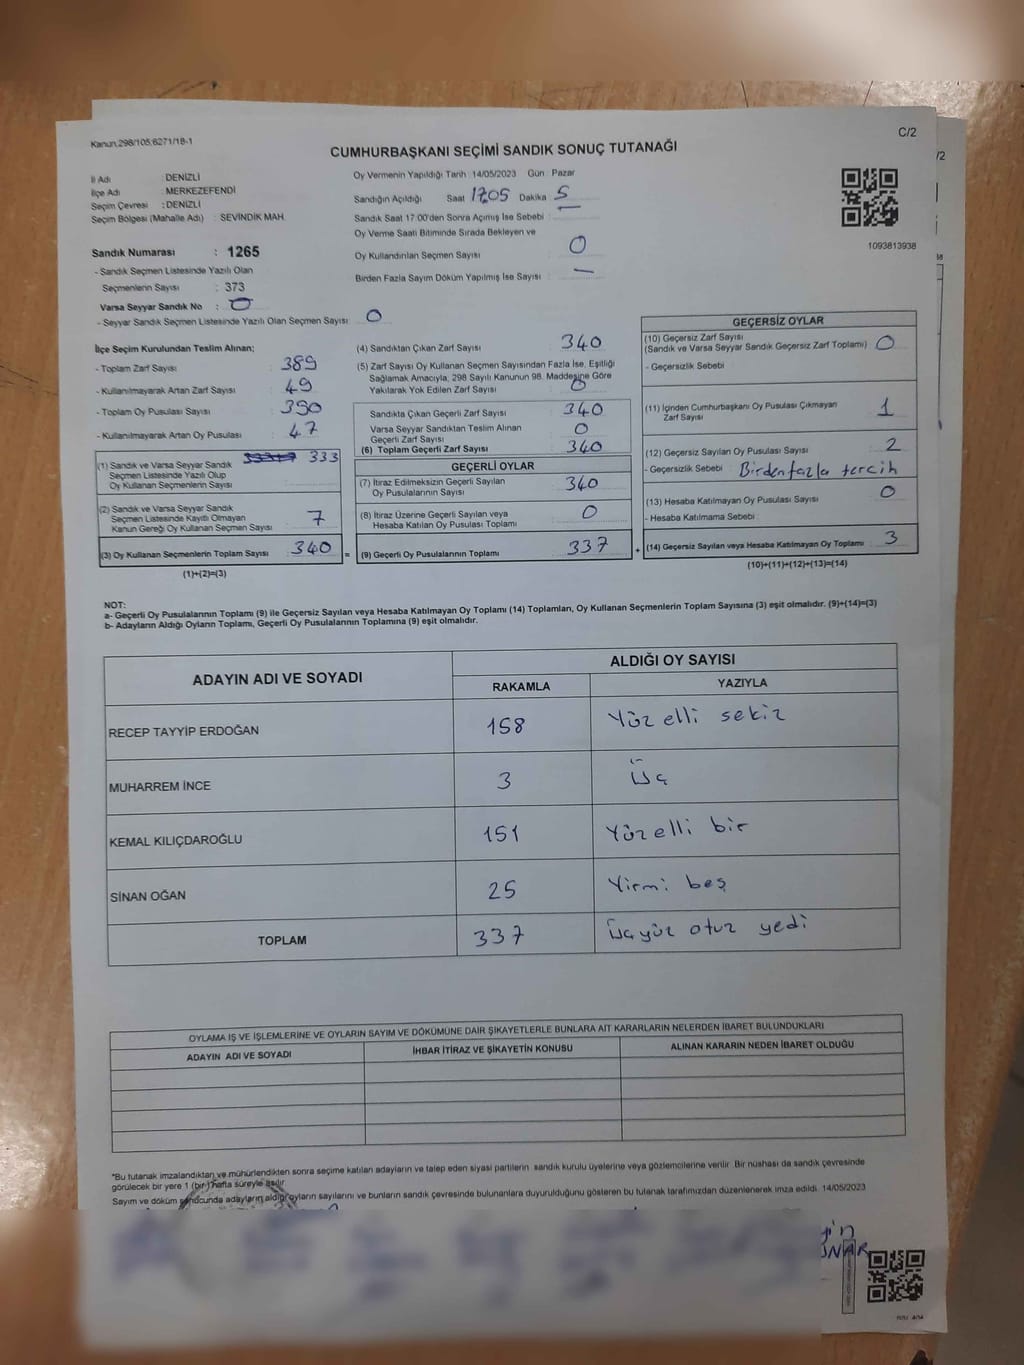 Kanun.298/105;6271/18-1
C/2
CUMHURBAŞKANI SEÇİMİ SANDIK SONUÇ TUTANAĞI
İl Adı : DENİZLİ
İlçe Adı : MERKEZEFENDİ
Seçim Çevresi : DENİZLİ
Seçim Bölgesi (Mahalle Adı) : SEVİNDİK MAH.
Sandık Numarası : 1265
- Sandık Seçmen Listesinde Yazılı Olan
Seçmenlerin Sayısı : 373
Varsa Seyyar Sandık No : 0
- Seyyar Sandık Seçmen Listesinde Yazılı Olan Seçmen Sayısı: 0
Oy Vermenin Yapıldığı Tarih :14/05/2023 Gün : Pazar
Sandığın Açıldığı Saat 17.05 Dakika 5
Sandık Saat 17:00'den Sonra Açımış İse Sebebi :
Oy Verme Saati Bitiminde Sırada Bekleyen ve
Oy Kullandırılan Seçmen Sayısı : 0
Birden Fazla Sayım Döküm Yapılmış İse Sayısı : —
1093813938
İlçe Seçim Kurulundan Teslim Alınan;
- Toplam Zarf Sayısı : 389
- Kullanılmayarak Artan Zarf Sayısı : 49
- Toplam Oy Pusulası Sayısı : 390
- Kullanılmayarak Artan Oy Pusulası : 47
(1) Sandık ve Varsa Seyyar Sandık 333
Seçmen Listesinde Yazılı Olup
Oy Kullanan Seçmenlerin Sayısı
(2) Sandık ve Varsa Seyyar Sandık
Seçmen Listesinde Kayıtlı Olmayan
Kanun Gereği Oy Kullanan Seçmen Sayısı 7
(3) Oy Kullanan Seçmenlerin Toplam Sayısı 340 =
(1)+(2)=(3)
(4) Sandıktan Çıkan Zarf Sayısı : 340
(5) Zarf Sayısı Oy Kullanan Seçmen Sayısından Fazla İse, Eşitliği
Sağlamak Amacıyla, 298 Sayılı Kanunun 98. Maddesine Göre
Yakılarak Yok Edilen Zarf Sayısı : 0
Sandıkta Çıkan Geçerli Zarf Sayısı : 340
Varsa Seyyar Sandıktan Teslim Alınan
Geçerli Zarf Sayısı : 0
(6) Toplam Geçerli Zarf Sayısı : 340
GEÇERLİ OYLAR
(7) İtiraz Edilmeksizin Geçerli Sayılan
Oy Pusulalarının Sayısı : 340
(8) İtiraz Üzerine Geçerli Sayılan veya
Hesaba Katılan Oy Pusulası Toplamı : 0
(9) Geçerli Oy Pusulalarının Toplamı : 337 +
GEÇERSİZ OYLAR
(10) Geçersiz Zarf Sayısı
(Sandık ve Varsa Seyyar Sandık Geçersiz Zarf Toplamı) : 0
- Geçersizlik Sebebi :
(11) İçinden Cumhurbaşkanı Oy Pusulası Çıkmayan
Zarf Sayısı : 1
(12) Geçersiz Sayılan Oy Pusulası Sayısı : 2
- Geçersizlik Sebebi : Birden fazla tercih
(13) Hesaba Katılmayan Oy Pusulası Sayısı : 0
- Hesaba Katılmama Sebebi :
(14) Geçersiz Sayılan veya Hesaba Katılmayan Oy Toplamı : 3
(10)+(11)+(12)+(13)=(14)
NOT:
a- Geçerli Oy Pusulalarının Toplamı (9) ile Geçersiz Sayılan veya Hesaba Katılmayan Oy Toplamı (14) Toplamları, Oy Kullanan Seçmenlerin Toplam Sayısına (3) eşit olmalıdır. (9)+(14)=(3)
b- Adayların Aldığı Oyların Toplamı, Geçerli Oy Pusulalarının Toplamına (9) eşit olmalıdır.
ADAYIN ADI VE SOYADI ALDIĞI OY SAYISI
RAKAMLA YAZIYLA
RECEP TAYYİP ERDOĞAN 158 Yüz elli sekiz
MUHARREM İNCE 3 Üç
KEMAL KILIÇDAROĞLU 151 Yüz elli bir
SİNAN OĞAN 25 Yirmi beş
TOPLAM 337 Üçyüz otuz yedi
OYLAMA İŞ VE İŞLEMLERİNE VE OYLARIN SAYIM VE DÖKÜMÜNE DAİR ŞİKAYETLERLE BUNLARA AİT KARARLARIN NELERDEN İBARET BULUNDUKLARI
ADAYIN ADI VE SOYADI İHBAR İTİRAZ VE ŞİKAYETİN KONUSU ALINAN KARARIN NEDEN İBARET OLDUĞU
*Bu tutanak imzalandıktan ve mühürlendikten sonra seçime katılan adayların ve talep eden siyasi partilerin sandık kurulu üyelerine veya gözlemcilerine verilir. Bir nüshası da sandık çevresinde
görülecek bir yere 1 (bir) hafta süreyle asılır.
Sayım ve döküm sonucunda adayların aldığı oyların sayılarını ve bunların sandık çevresinde bulunanlara duyurulduğunu gösteren bu tutanak tarafımızdan düzenlenerek imza edildi. 14/05/2023